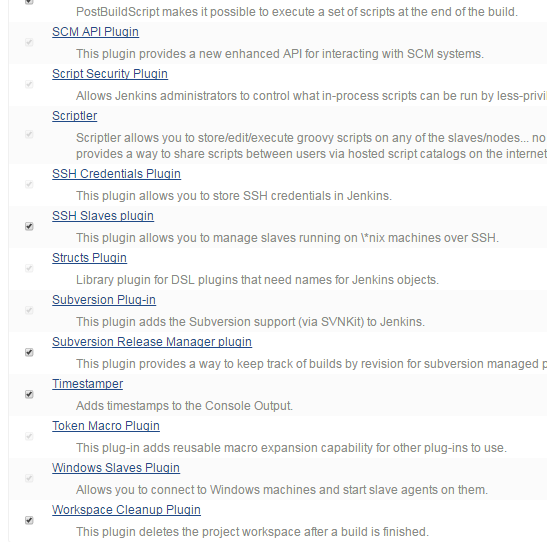 PostBuildScript makes it possible to execute a set of scripts at the end of the build.
SCM API Plugin
This plugin provides a new enhanced API for interacting with SCM systems.
Script Security Plugin
Allows Jenkins administrators to control what in-process scripts can be run by less-privi
Scriptler
Scriptler allows you to store/edit/execute groovy scripts on any of the slaves/nodes... no
provides a way to share scripts between users via hosted script catalogs on the internet
SSH Credentials Plugin
This plugin allows you to store SSH credentials in Jenkins.
SSH Slaves plugin
This plugin allows you to manage slaves running on \*nix machines over SSH.
Structs Plugin
Library plugin for DSL plugins that need names for Jenkins objects.
Subversion Plug-in
This plugin adds the Subversion support (via SVNKit) to Jenkins.
Subversion Release Manager plugin
This plugin provides a way to keep track of builds by revision for subversion managed p
Timestamper
Adds timestamps to the Console Output.
Token Macro Plugin
This plug-in adds reusable macro expansion capability for other plug-ins to use.
Windows Slaves Plugin
Allows you to connect to Windows machines and start slave agents on them.
Workspace Cleanup Plugin
This plugin deletes the project workspace after a build is finished.